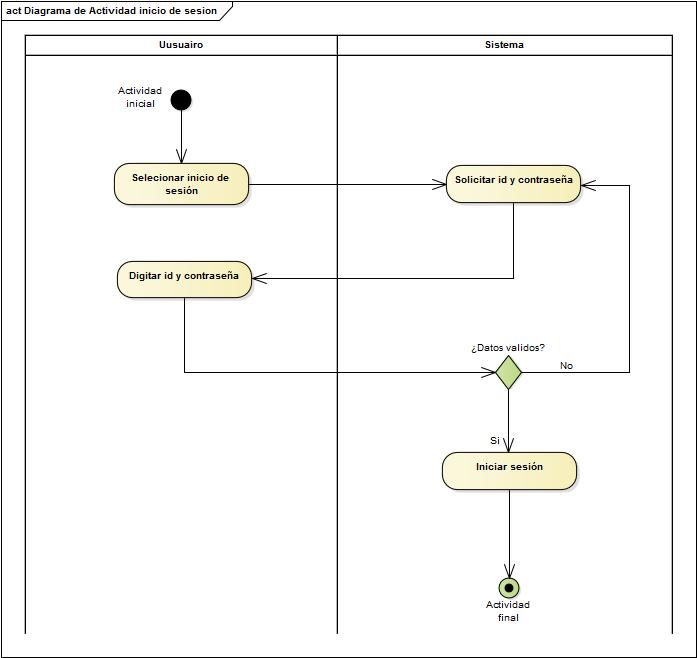 act Diagrama de Actividad inicio de sesion
Uusuairo
Sistema
Actividad
inicial
Selecionar inicio de
sesión
Solicitar id y contraseña
Digitar id y contraseña
¿Datos validos?
No
Si
Iniciar sesión
Actividad
final